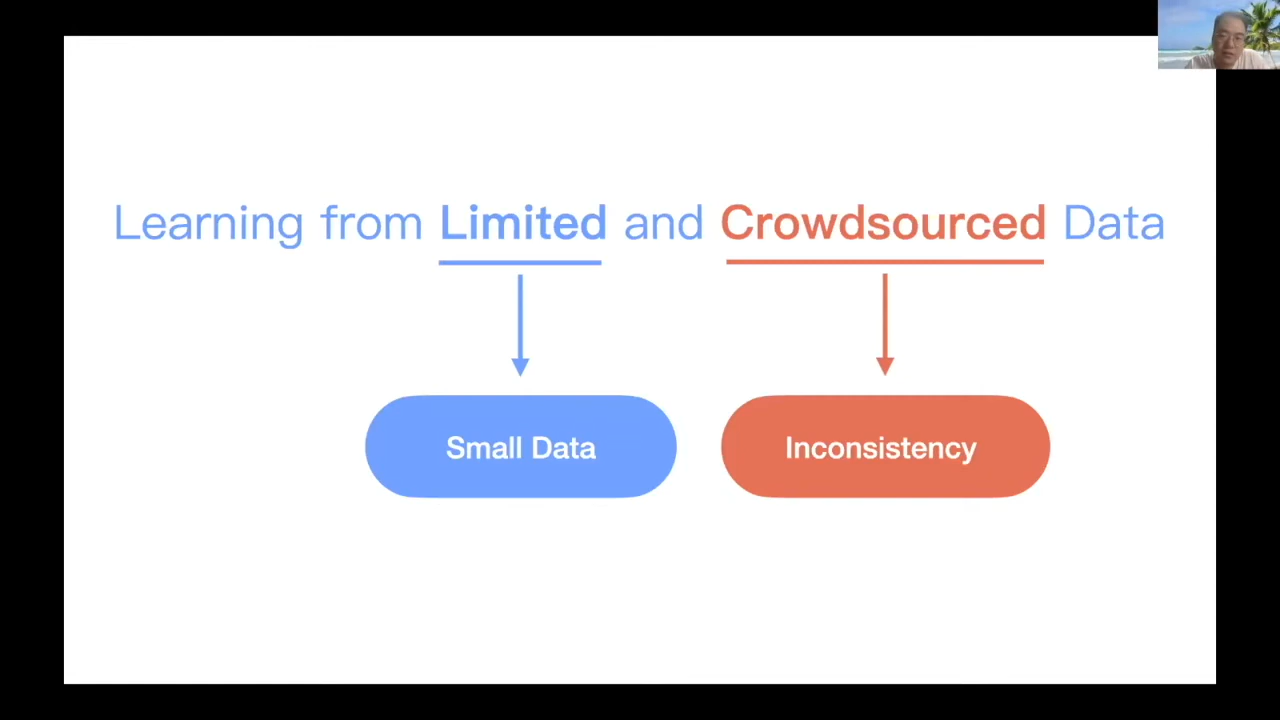 Learning from Limited and Crowdsourced Data
Small Data
Inconsistency